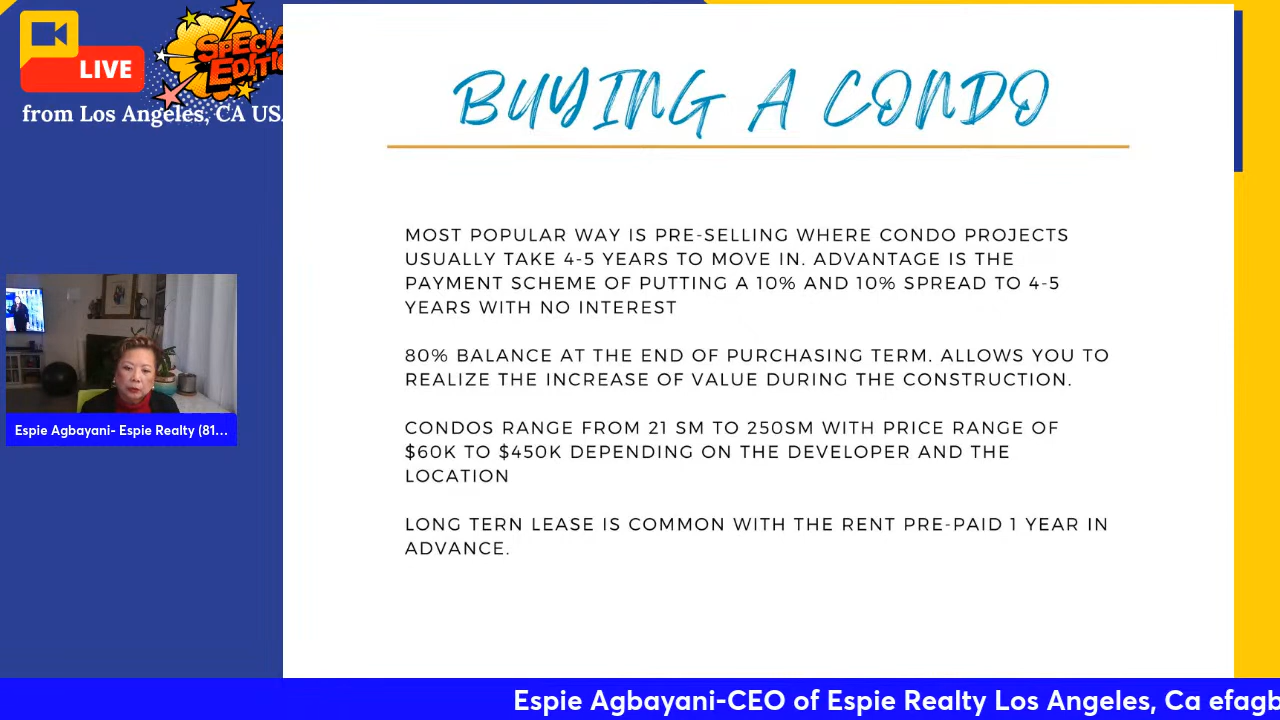 LIVE
SPECIAL
EDITIO
from Los Angeles, CA USA
BUYING A CONDO
MOST POPULAR WAY IS PRE-SELLING WHERE CONDO PROJECTS
USUALLY TAKE 4-5 YEARS TO MOVE IN. ADVANTAGE IS THE
PAYMENT SCHEME OF PUTTING A 10% AND 10% SPREAD TO 4-5
YEARS WITH NO INTEREST
80% BALANCE AT THE END OF PURCHASING TERM. ALLOWS YOU TO
REALIZE THE INCREASE OF VALUE DURING THE CONSTRUCTION.
CONDOS RANGE FROM 21 SM TO 250SM WITH PRICE RANGE OF
$60K TO $450K DEPENDING ON THE DEVELOPER AND THE
LOCATION
LONG TERN LEASE IS COMMON WITH THE RENT PRE-PAID 1 YEAR IN
ADVANCE.
Espie Agbayani- Espie Realty (81...
Espie Agbayani-CEO of Espie Realty Los Angeles, Ca efagb